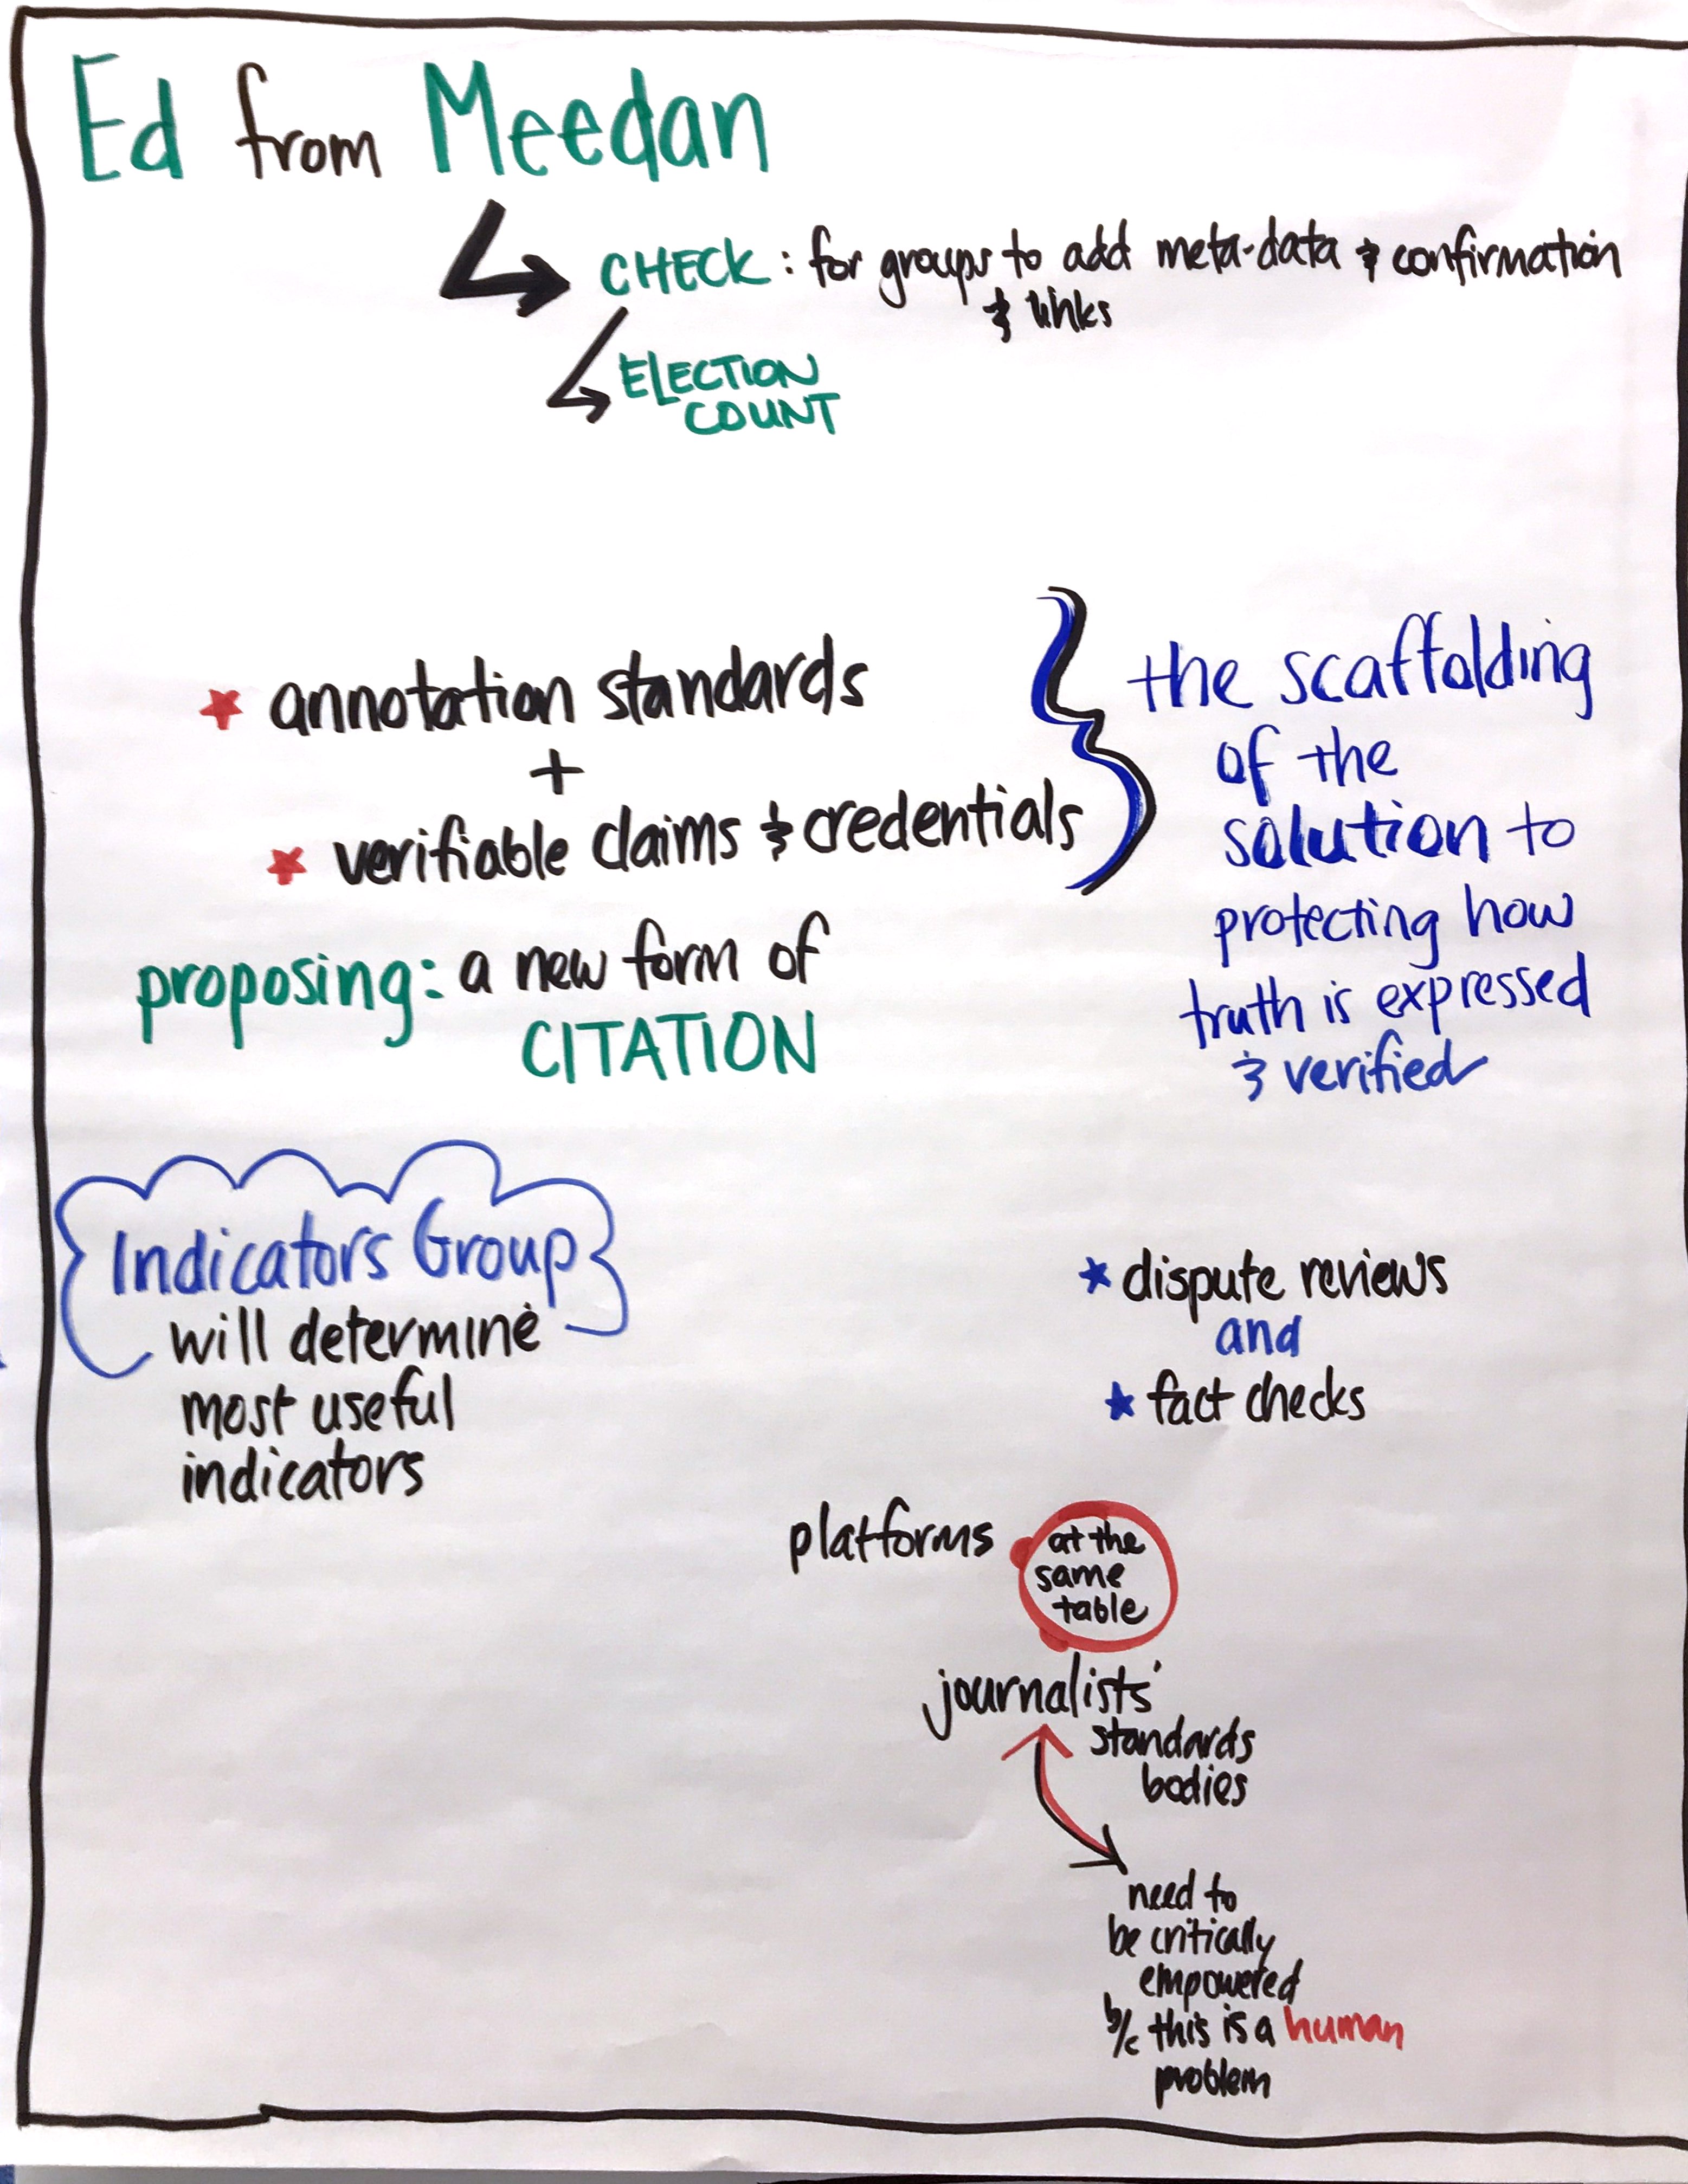 Ed from Meedan
CHECK: for groups to add meta-data & confirmation
& links
ELECTION
COUNT
* annotation standards
+
* verifiable claims & credentials
the scaffolding
of the
solution to
protecting how
truth is expressed
& verified
proposing: a new form of
CITATION
Indicators Group
will determine
most useful
indicators
* dispute reviews
and
* fact checks
platforms
at the
same
table
journalists'
standards
bodies
need to
be critically
empowered
b/c this is a human
problem